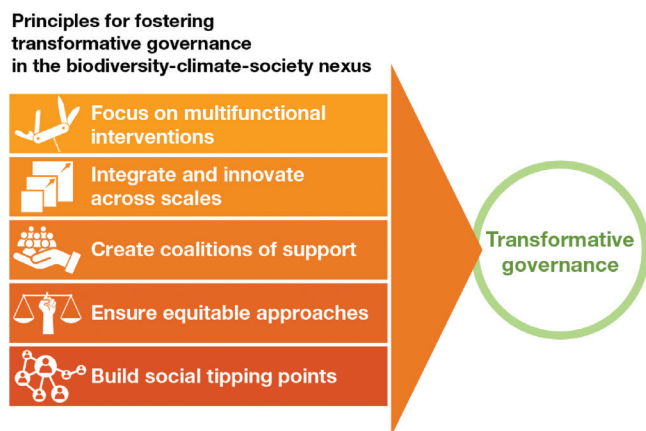 Principles for fostering
transformative governance
in the biodiversity-climate-society nexus
Focus on multifunctional
interventions
Integrate and innovate
across scales
Create coalitions of support
Ensure equitable approaches
Build social tipping points
Transformative
governance